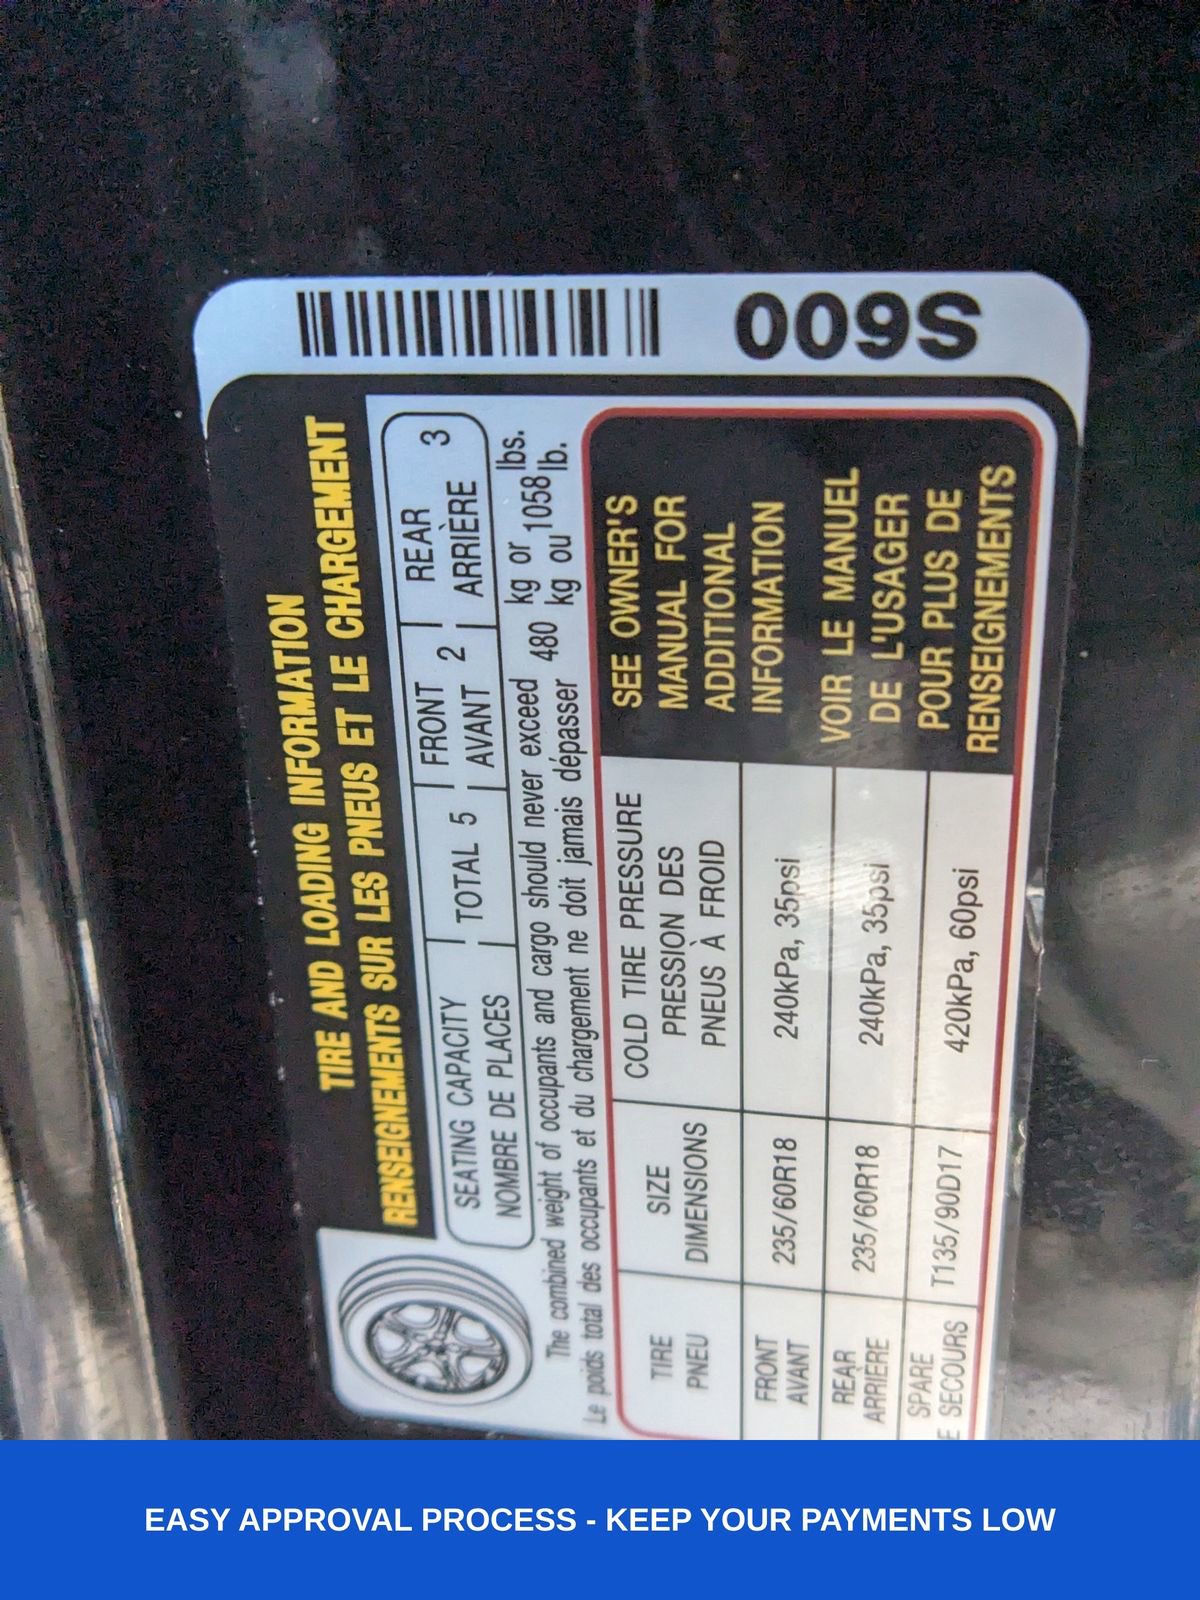 TIRE AND LOADING INFORMATION
RENSEIGNEMENTS SUR LES PNEUS ET LE CHARGEMENT
SEATING CAPACITY TOTAL 5 FRONT 2 REAR 3
NOMBRE DE PLACES AVANT ARRIÈRE
The combined weight of occupants and cargo should never exceed 480 kg or 1058 lbs.
Le poids total des occupants et du chargement ne doit jamais dépasser kg ou lb.
TIRE SIZE COLD TIRE PRESSURE
PNEU DIMENSIONS PRESSION DES
PNEUS À FROID
FRONT 235/60R18 240kPa, 35psi
AVANT
REAR 235/60R18 240kPa, 35psi
ARRIÈRE
SPARE T135/90D17 420kPa, 60psi
E SECOURS
SEE OWNER'S
MANUAL FOR
ADDITIONAL
INFORMATION
VOIR LE MANUEL
DE L'USAGER
POUR PLUS DE
RENSEIGNEMENTS
S600
EASY APPROVAL PROCESS - KEEP YOUR PAYMENTS LOW